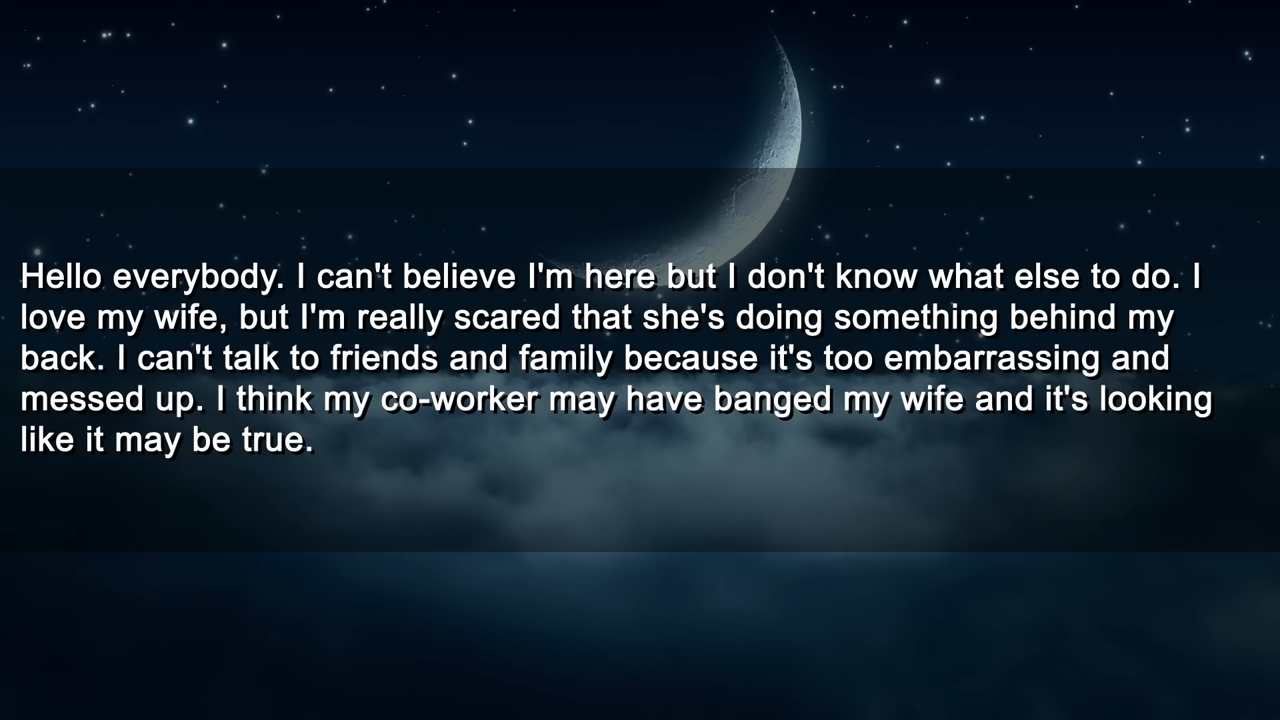 Hello everybody. I can't believe I'm here but I don't know what else to do. I
love my wife, but I'm really scared that she's doing something behind my
back. I can't talk to friends and family because it's too embarrassing and
messed up. I think my co-worker may have banged my wife and it's looking
like it may be true.